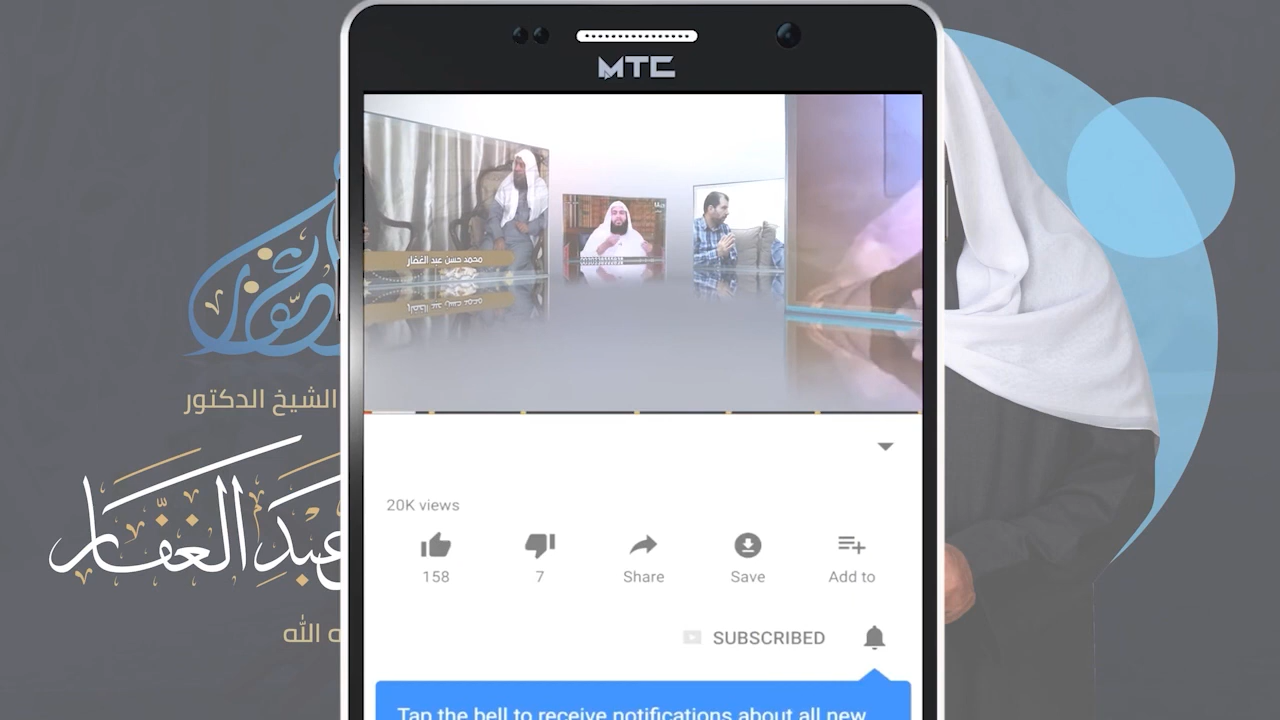 MTC
محمد حسن عبد الغفار
الشيخ الدكتور
عبد الغفار
ه الله
20K views
158
7
Share
Save
Add to
SUBSCRIBED
Tap the bell to receive notifications about all new